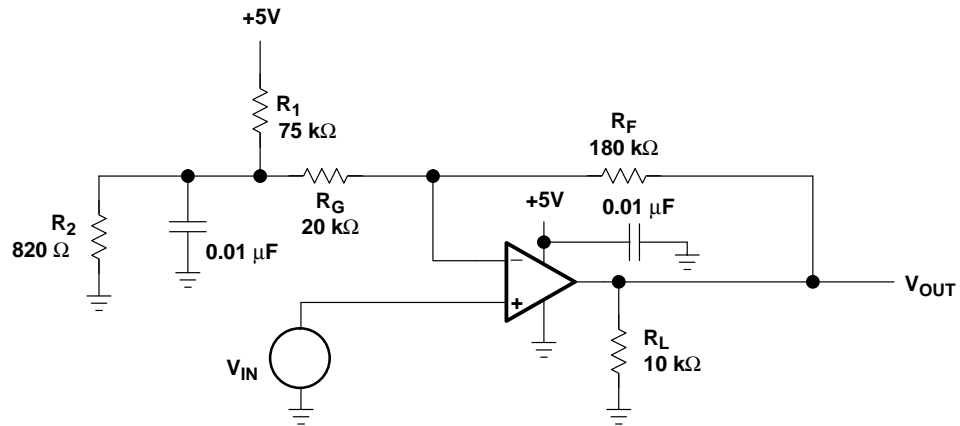 +5V
R1
75 kΩ
RF
180 kΩ
+5V
0.01 μF
RG
20 kΩ
R2
820 Ω
0.01 μF
−
+
VOUT
VIN
RL
10 kΩ